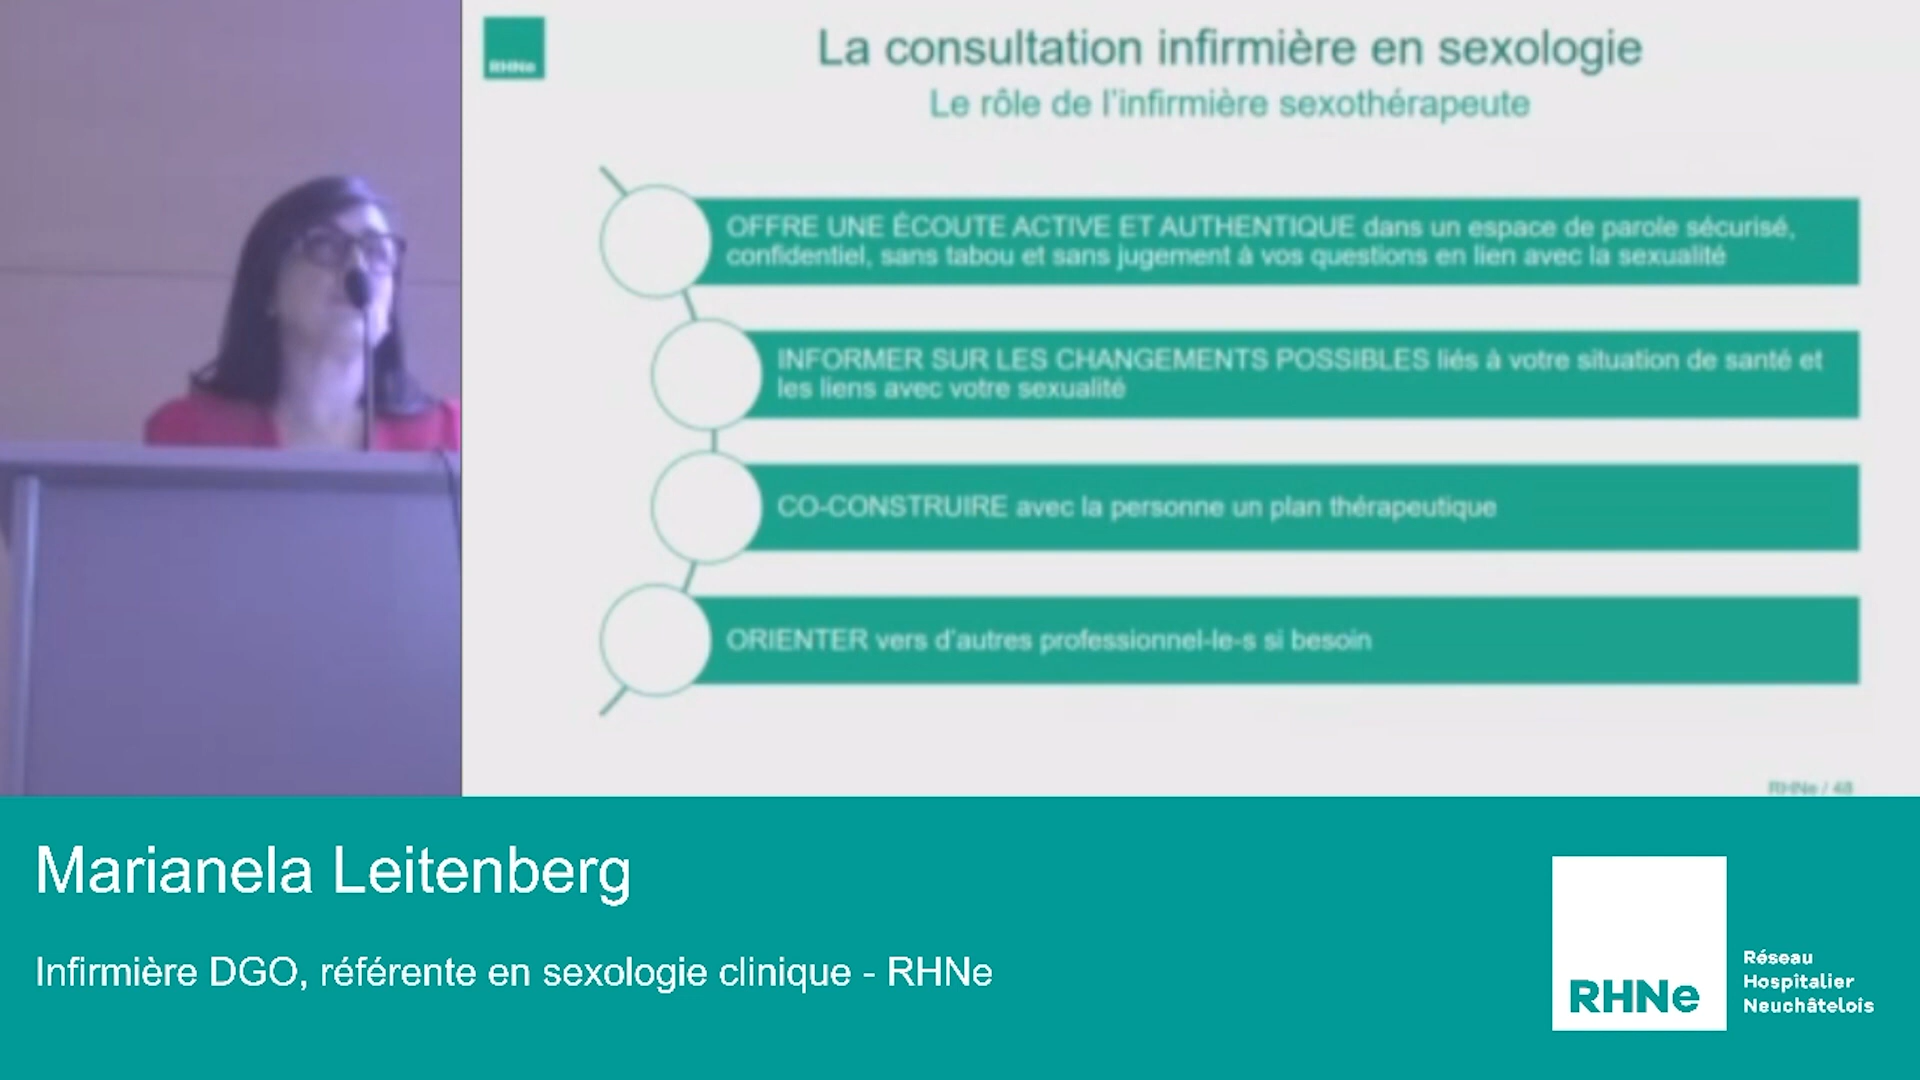 RHNe
La consultation infirmière en sexologie
Le rôle de l'infirmière sexothérapeute
OFFRE UNE ÉCOUTE ACTIVE ET AUTHENTIQUE dans un espace de parole sécurisé,
confidentiel, sans tabou et sans jugement à vos questions en lien avec la sexualité
INFORMER SUR LES CHANGEMENTS POSSIBLES liés à votre situation de santé et
les liens avec votre sexualité
CO-CONSTRUIRE avec la personne un plan thérapeutique
ORIENTER vers d'autres professionnel-le-s si besoin
RHNe / 48
Marianela Leitenberg
Infirmière DGO, référente en sexologie clinique - RHNe
RHNe
Réseau
Hospitalier
Neuchâtelois